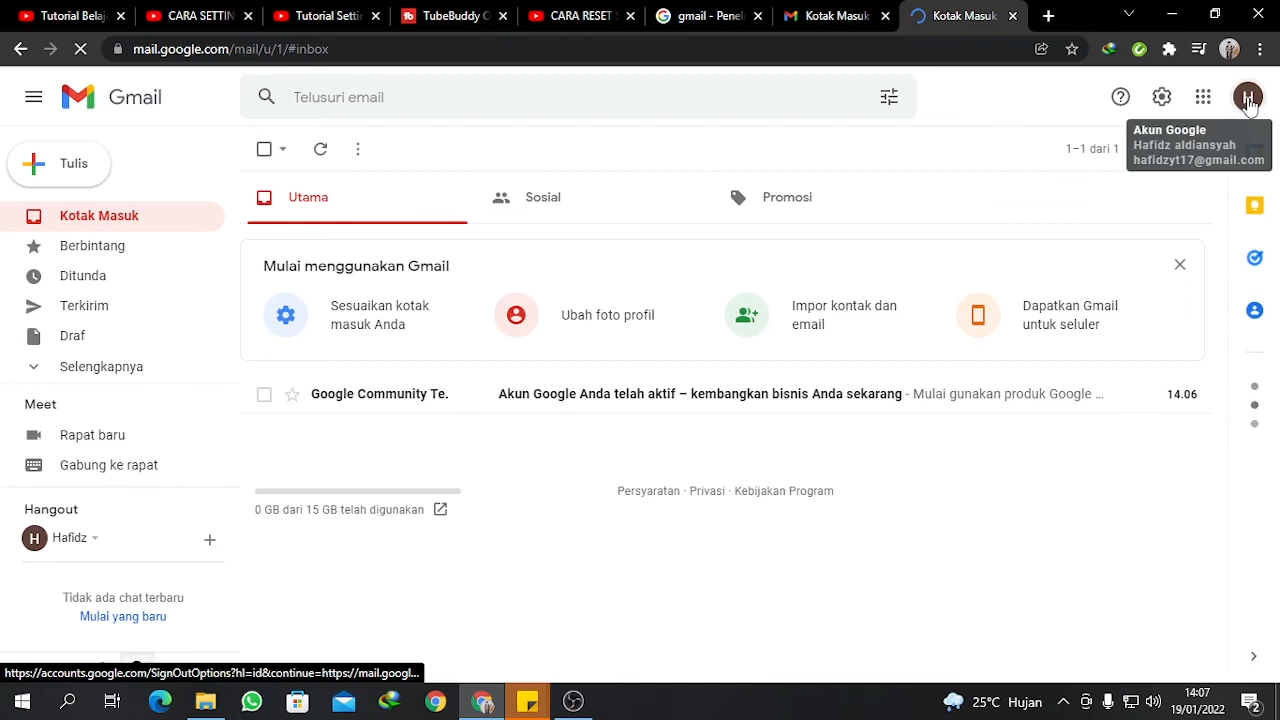 Tutorial Bela
CARA SETTIN
Tutorial Setti
TubeBuddy
CARA RESET
gmail - Penel
Kotak Masuk
Kotak Masuk
mail.google.com/mail/u/1/#inbox
Gmail
Telusuri email
Akun Google
Hafidz aldiansyah
hafidzyt17@gmail.com
Tulis
1–1 dari 1
Utama
Sosial
Promosi
Kotak Masuk
Berbintang
Ditunda
Terkirim
Draf
Selengkapnya
Mulai menggunakan Gmail
Sesuaikan kotak
masuk Anda
Ubah foto profil
Impor kontak dan
email
Dapatkan Gmail
untuk seluler
Google Community Te.
Akun Google Anda telah aktif – kembangkan bisnis Anda sekarang - Mulai gunakan produk Google ...
14.06
Meet
Rapat baru
Gabung ke rapat
Persyaratan · Privasi · Kebijakan Program
0 GB dari 15 GB telah digunakan
Hangout
H
Hafidz
Tidak ada chat terbaru
Mulai yang baru
https://accounts.google.com/SignOutOptions?hl=id&continue=https://mail.googl...
25°C Hujan
14:07
19/01/2022
2